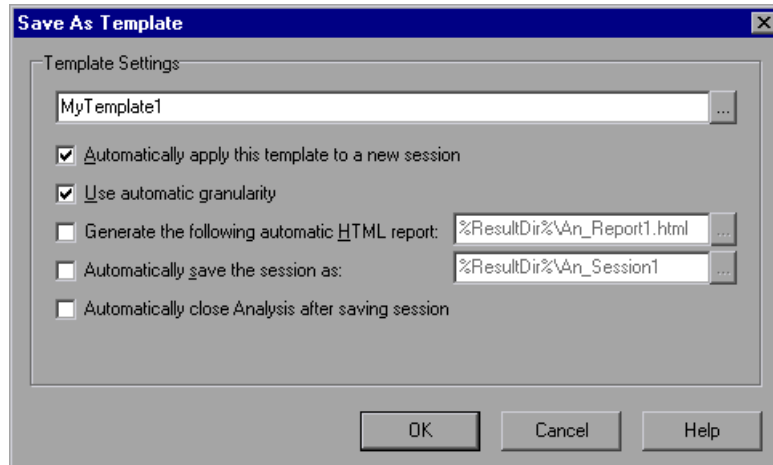 Save As Template
Template Settings
MyTemplate1
...
Automatically apply this template to a new session
Use automatic granularity
Generate the following automatic HTML report: %ResultDir%\An_Report1.html ...
Automatically save the session as: %ResultDir%\An_Session1 ...
Automatically close Analysis after saving session
OK Cancel Help